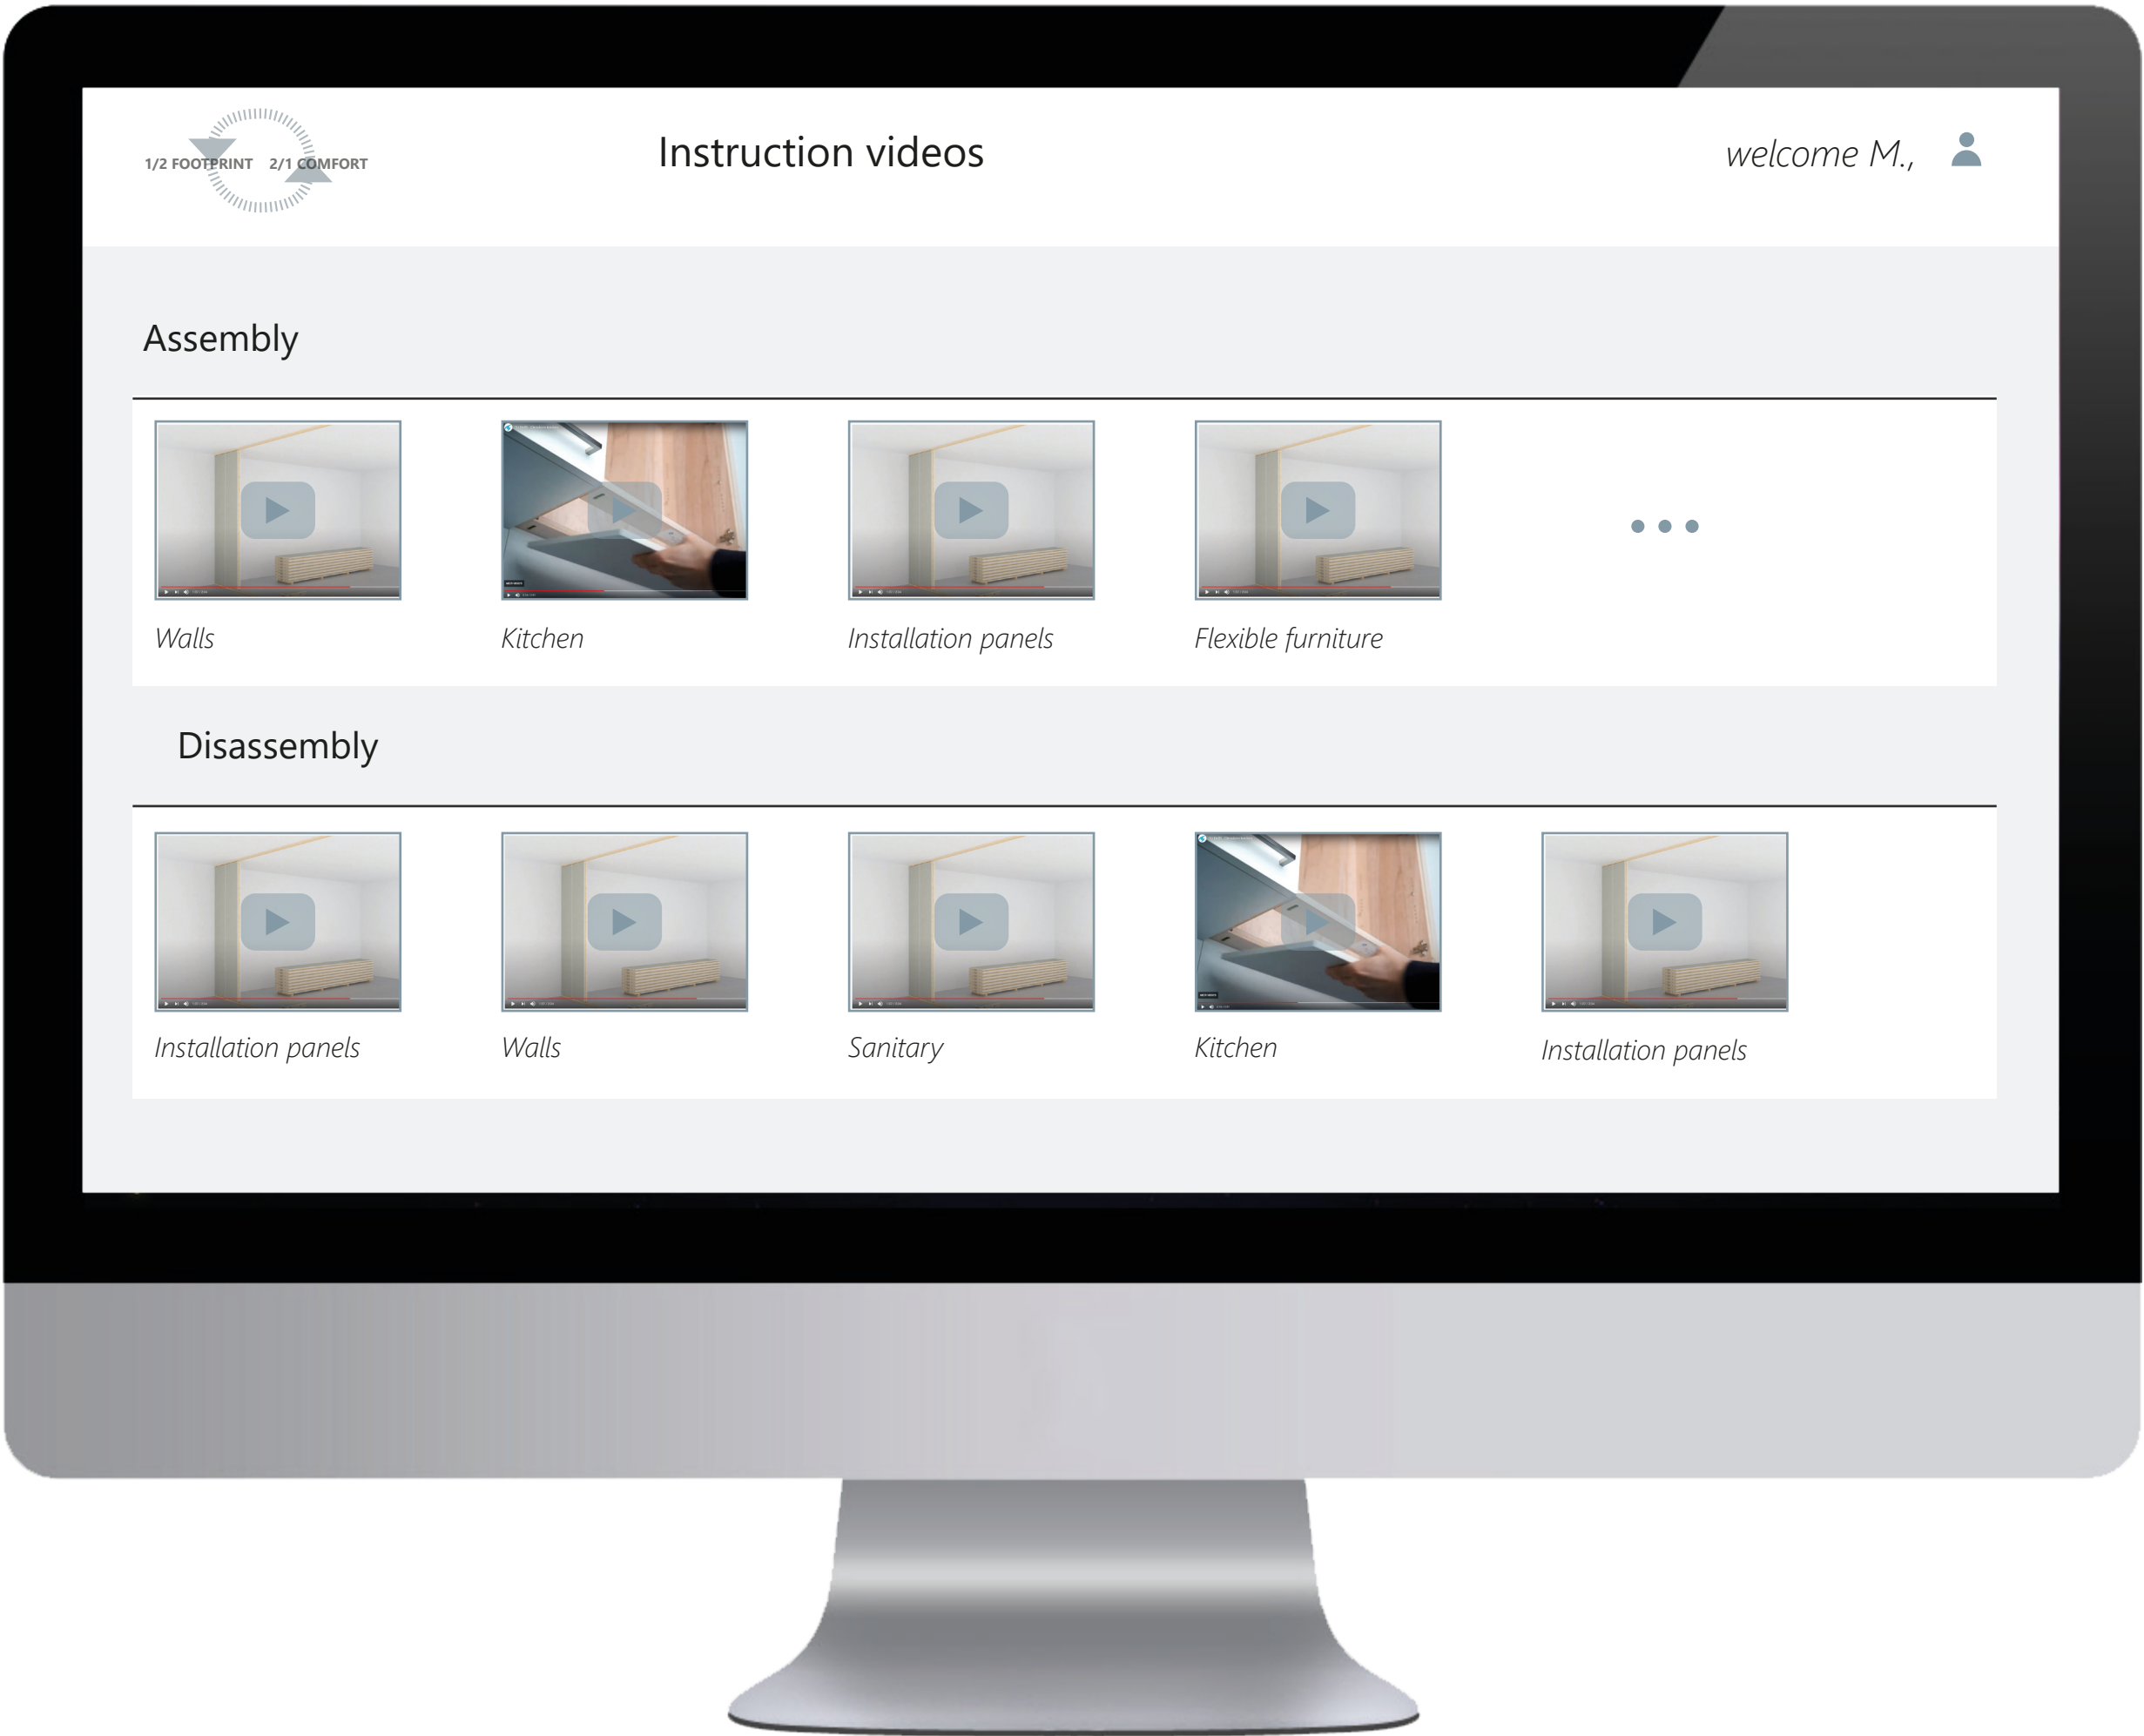 1/2 FOOTPRINT 2/1 COMFORT
Instruction videos
welcome M.,
Assembly
Walls
Kitchen
Installation panels
Flexible furniture
Disassembly
Installation panels
Walls
Sanitary
Kitchen
Installation panels